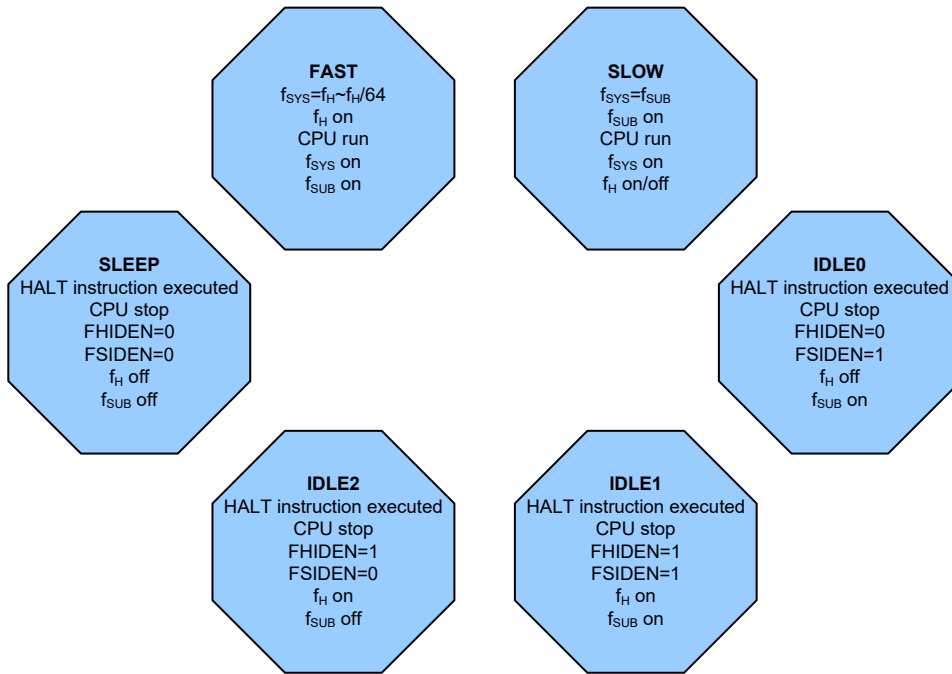 FAST
fSYS=fH~fH/64
fH on
CPU run
fSYS on
fSUB on
SLOW
fSYS=fSUB
fSUB on
CPU run
fSYS on
fH on/off
SLEEP
HALT instruction executed
CPU stop
FHIDEN=0
FSIDEN=0
fH off
fSUB off
IDLE0
HALT instruction executed
CPU stop
FHIDEN=0
FSIDEN=1
fH off
fSUB on
IDLE2
HALT instruction executed
CPU stop
FHIDEN=1
FSIDEN=0
fH on
fSUB off
IDLE1
HALT instruction executed
CPU stop
FHIDEN=1
FSIDEN=1
fH on
fSUB on